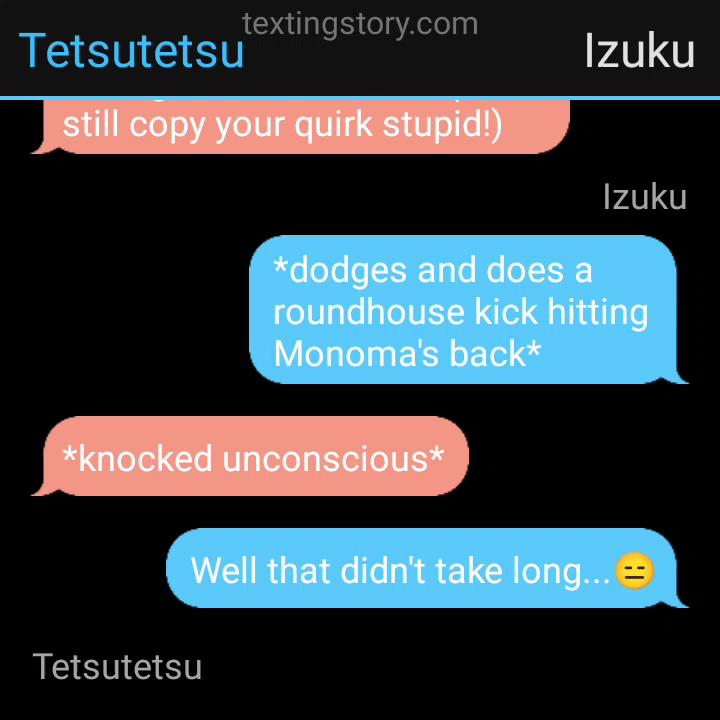 textingstory.com
Tetsutetsu
Izuku
still copy your quirk stupid!)
Izuku
*dodges and does a
roundhouse kick hitting
Monoma's back*
*knocked unconscious*
Well that didn't take long...😑
Tetsutetsu